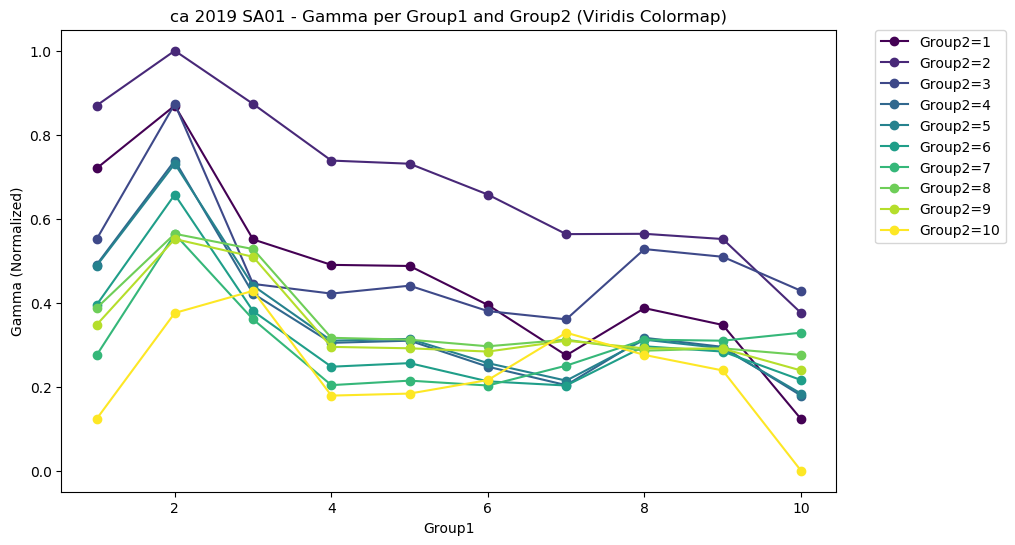 ca 2019 SA01 - Gamma per Group1 and Group2 (Viridis Colormap)
Gamma (Normalized)
1.0
0.8
0.6
0.4
0.2
0.0
2
4
6
8
10
Group1
Group2=1
Group2=2
Group2=3
Group2=4
Group2=5
Group2=6
Group2=7
Group2=8
Group2=9
Group2=10